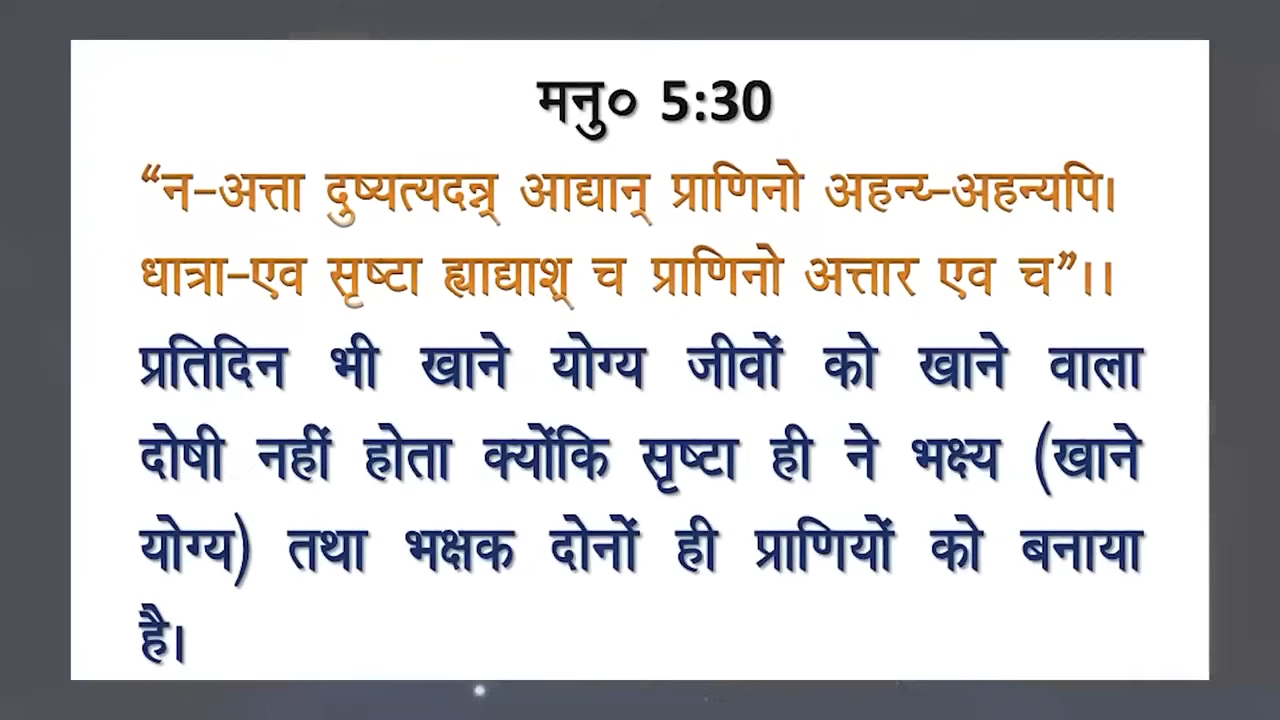 मनु० 5:30
“न-अत्ता दुष्यत्यदन्न् आद्यान् प्राणिनो अहन्य्-अहन्यपि।
धात्रा-एव सृष्टा ह्याद्याश् च प्राणिनो अत्तार एव च”।।
प्रतिदिन भी खाने योग्य जीवों को खाने वाला
दोषी नहीं होता क्योंकि सृष्टा ही ने भक्ष्य (खाने
योग्य) तथा भक्षक दोनों ही प्राणियों को बनाया
है।